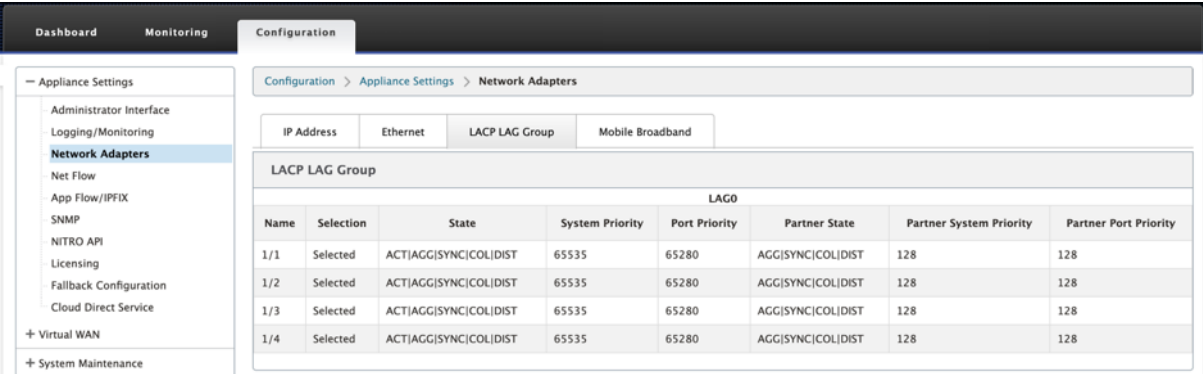 Dashboard Monitoring Configuration
— Appliance Settings
Administrator Interface
Logging/Monitoring
Network Adapters
Net Flow
App Flow/IPFIX
SNMP
NITRO API
Licensing
Fallback Configuration
Cloud Direct Service
+ Virtual WAN
+ System Maintenance
Configuration > Appliance Settings > Network Adapters
IP Address Ethernet LACP LAG Group Mobile Broadband
LACP LAG Group
LAG0
Name Selection State System Priority Port Priority Partner State Partner System Priority Partner Port Priority
1/1 Selected ACT|AGG|SYNC|COL|DIST 65535 65280 AGG|SYNC|COL|DIST 128 128
1/2 Selected ACT|AGG|SYNC|COL|DIST 65535 65280 AGG|SYNC|COL|DIST 128 128
1/3 Selected ACT|AGG|SYNC|COL|DIST 65535 65280 AGG|SYNC|COL|DIST 128 128
1/4 Selected ACT|AGG|SYNC|COL|DIST 65535 65280 AGG|SYNC|COL|DIST 128 128